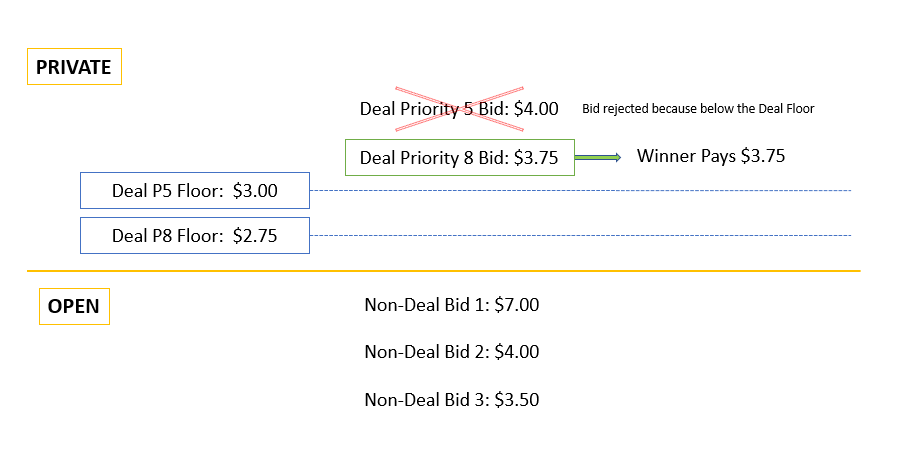 PRIVATE
Deal Priority 5 Bid: $4.00
Bid rejected because below the Deal Floor
Deal Priority 8 Bid: $3.75
Winner Pays $3.75
Deal P5 Floor: $3.00
Deal P8 Floor: $2.75
OPEN
Non-Deal Bid 1: $7.00
Non-Deal Bid 2: $4.00
Non-Deal Bid 3: $3.50